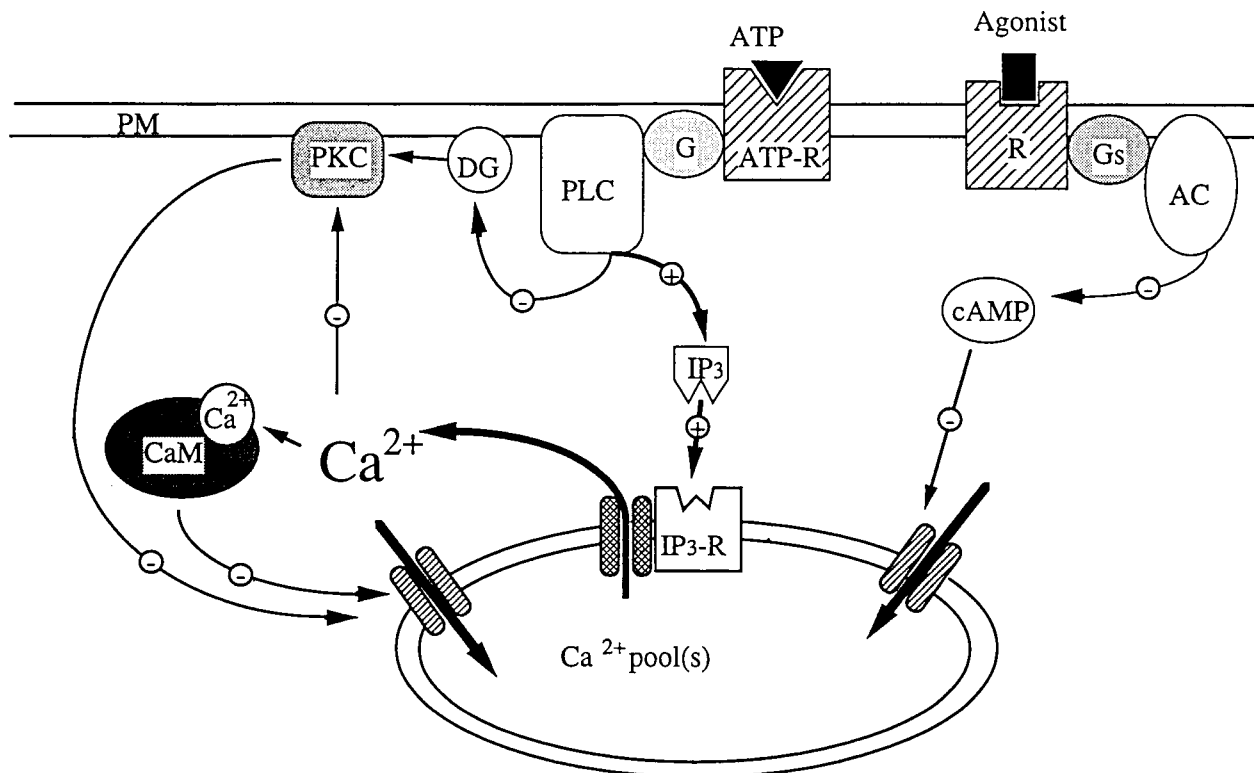 Agonist
ATP
PM
PKC
DG
PLC
G
ATP-R
R
Gs
AC
-
+
-
-
cAMP
IP3
+
-
Ca2+
CaM
Ca2+
IP3-R
-
-
Ca 2+ pool(s)